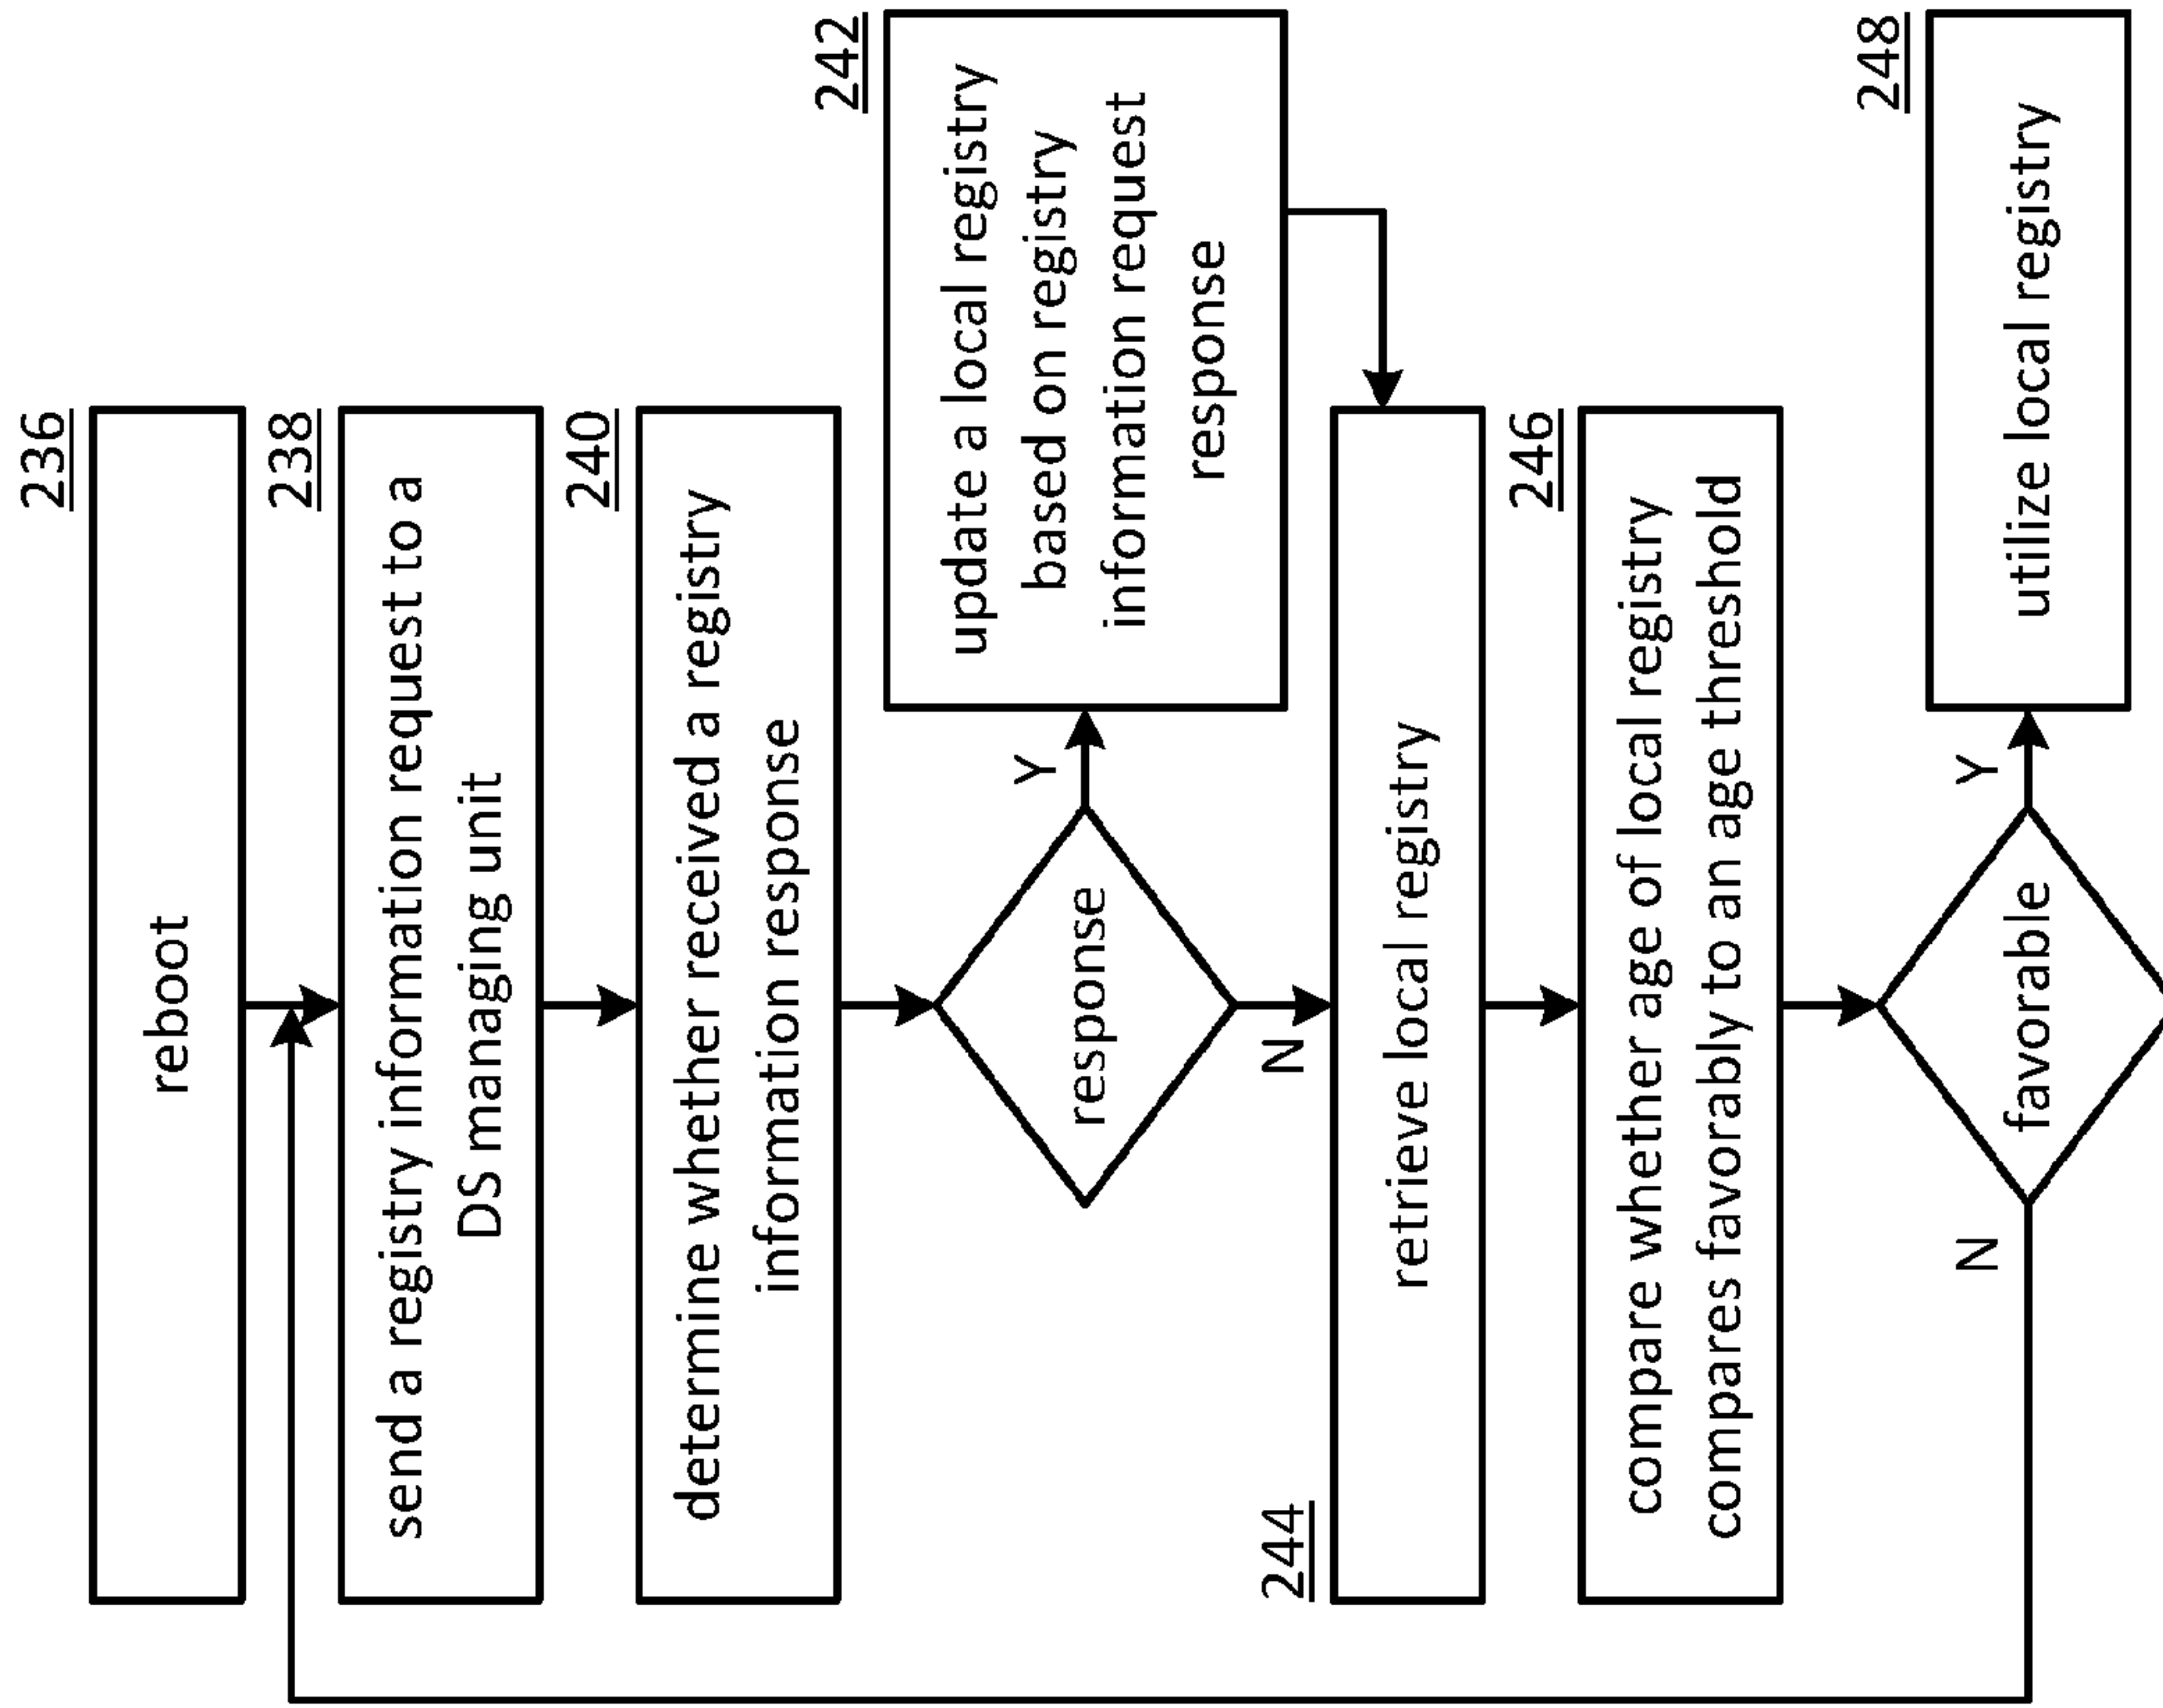 236
reboot
238
send a registry information request to a
DS managing unit
240
determine whether received a registry
information response
response
Y
N
242
update a local registry
based on registry
information request
response
244
retrieve local registry
246
compare whether age of local registry
compares favorably to an age threshold
favorable
N
Y
248
utilize local registry